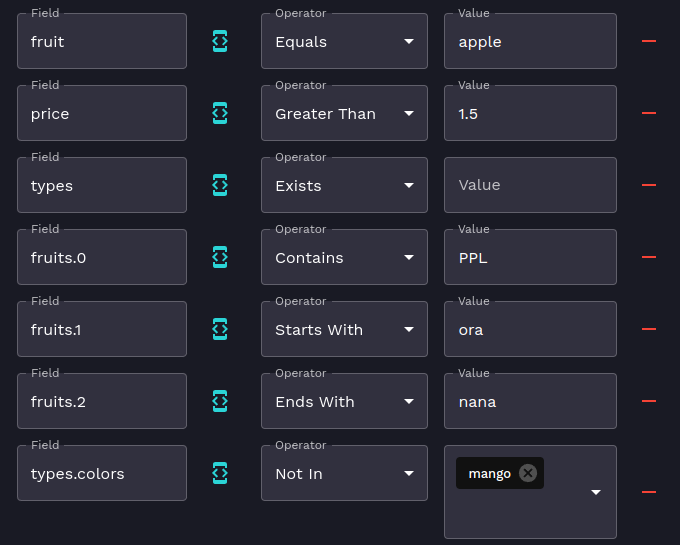 Field Operator Value
fruit Equals apple
Field Operator Value
price Greater Than 1.5
Field Operator
types Exists Value
Field Operator Value
fruits.0 Contains PPL
Field Operator Value
fruits.1 Starts With ora
Field Operator Value
fruits.2 Ends With nana
Field Operator
types.colors Not In mango